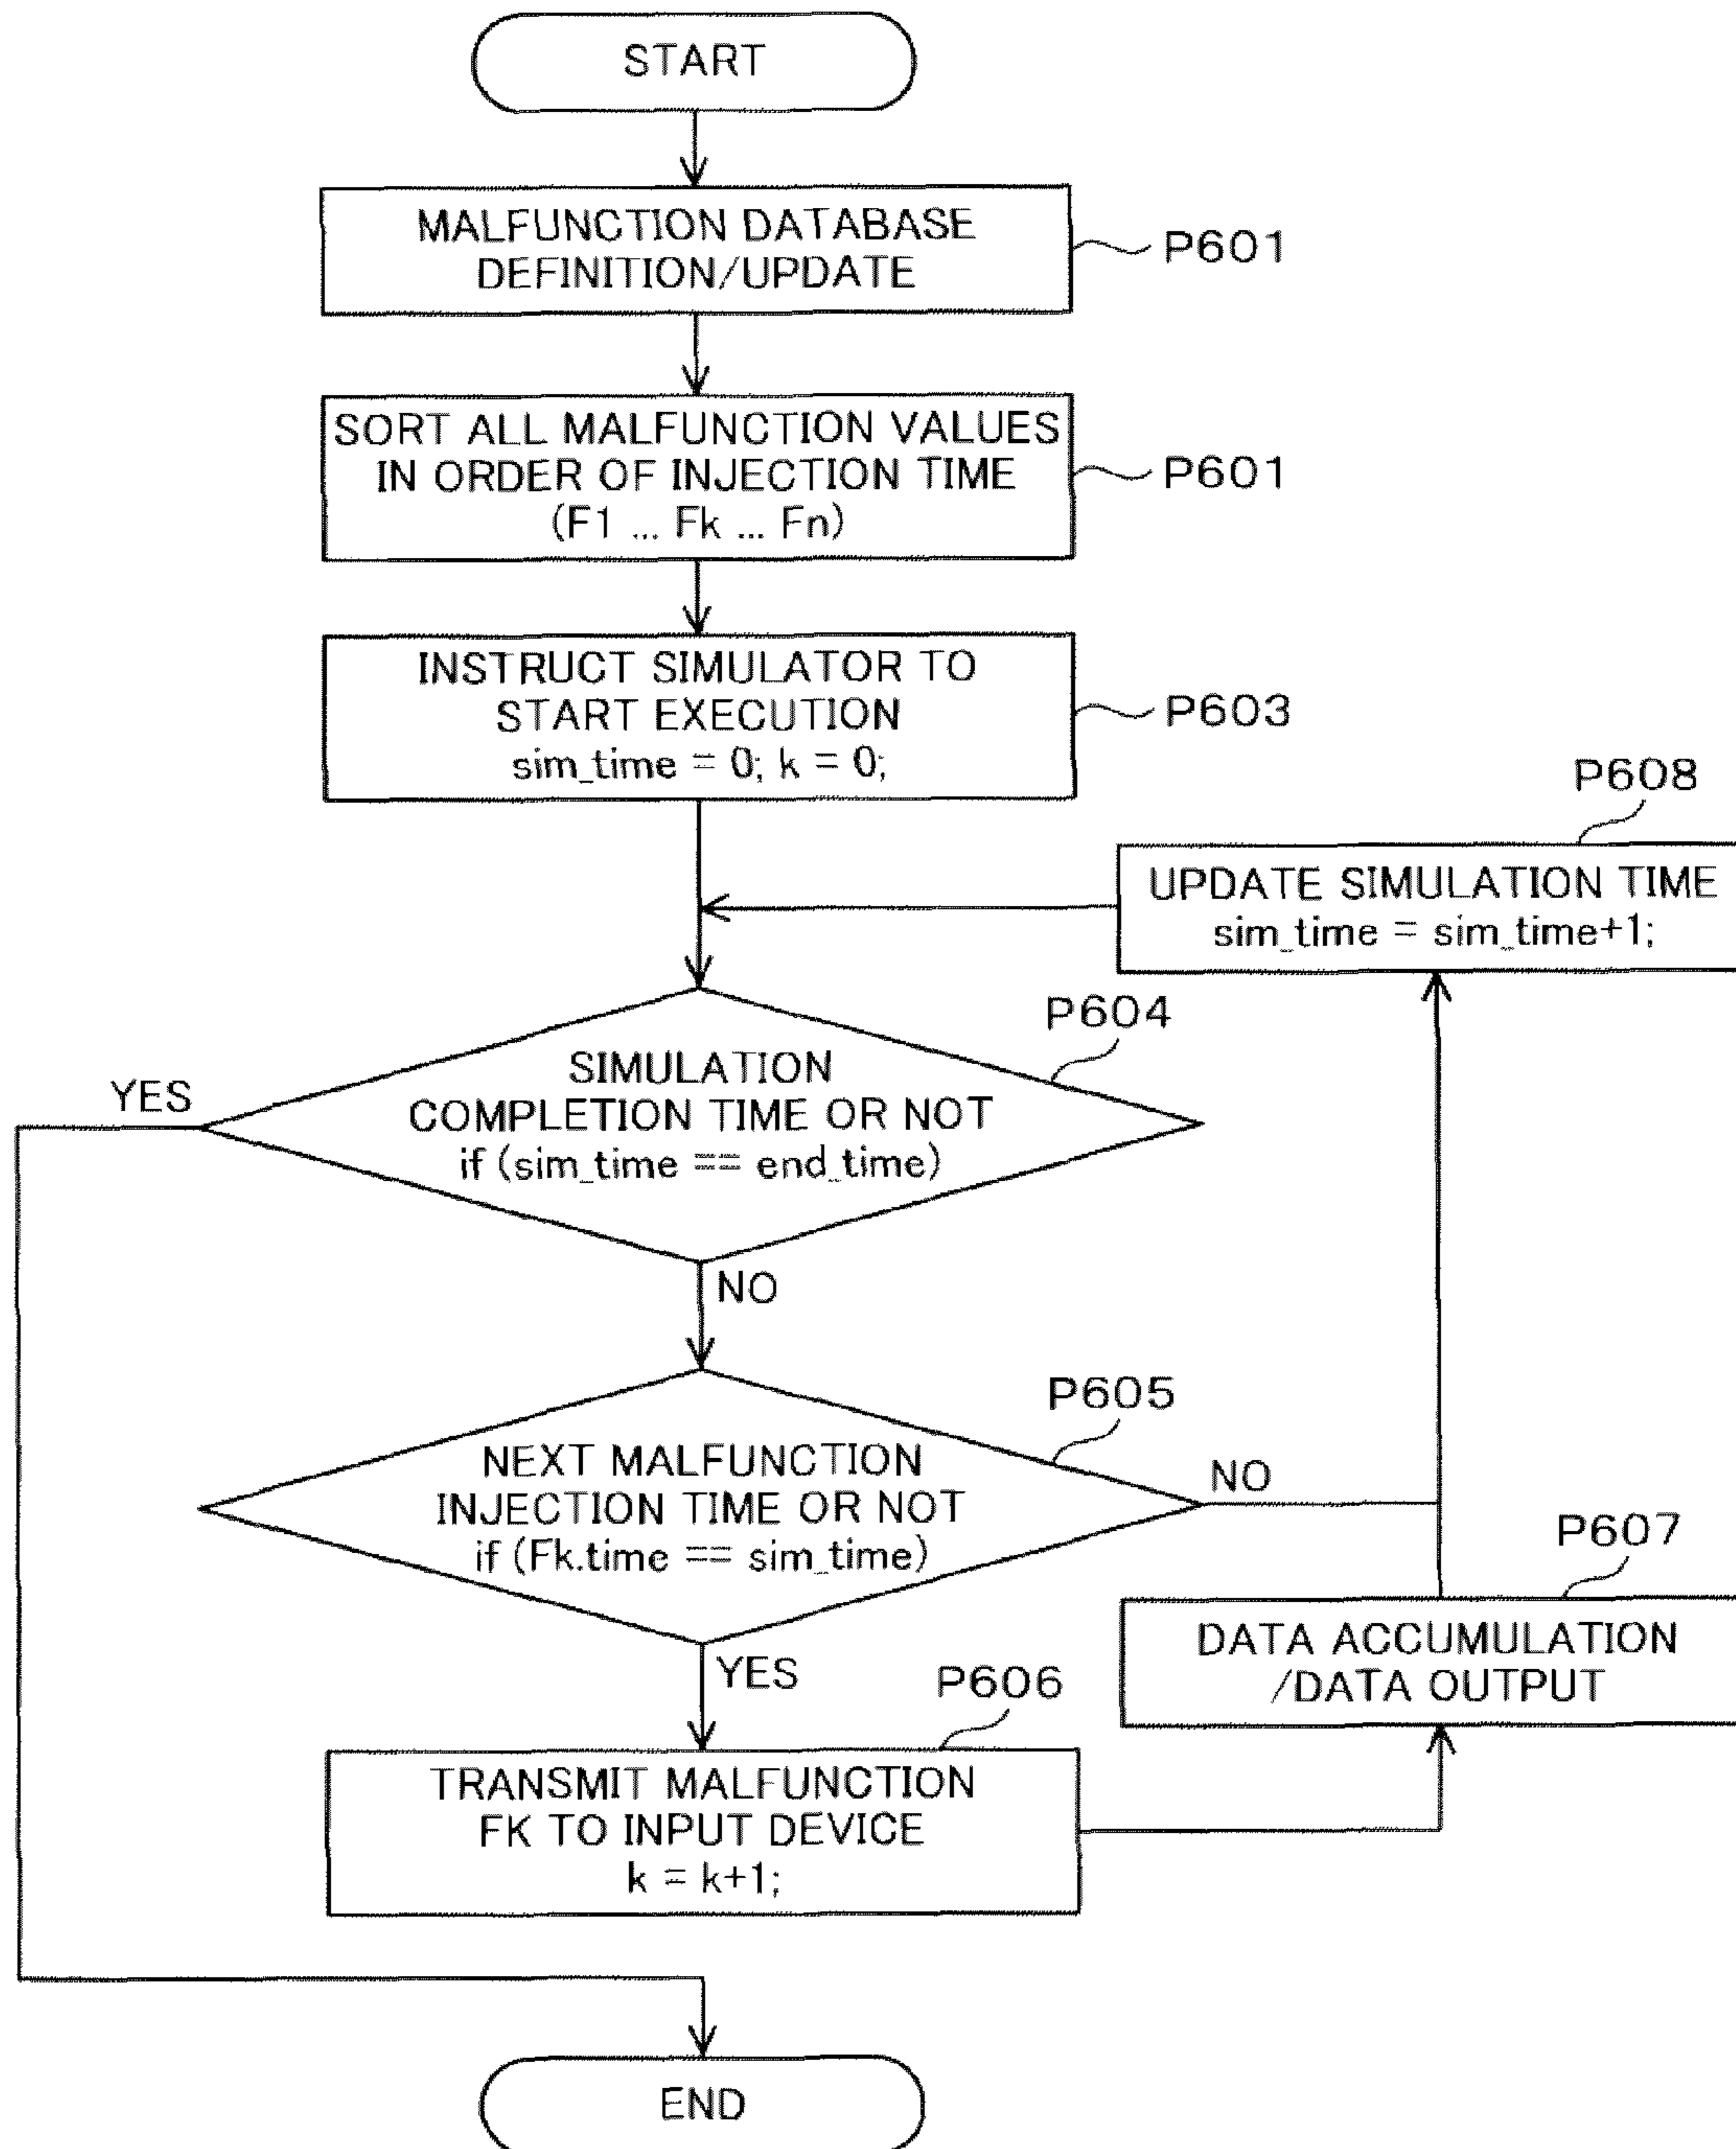 START
MALFUNCTION DATABASE
DEFINITION/UPDATE
P601
SORT ALL MALFUNCTION VALUES
IN ORDER OF INJECTION TIME
(F1 ... Fk ... Fn)
P601
INSTRUCT SIMULATOR TO
START EXECUTION
sim_time = 0; k = 0;
P603
P608
UPDATE SIMULATION TIME
sim_time = sim_time+1;
P604
SIMULATION
COMPLETION TIME OR NOT
if (sim_time == end_time)
YES
NO
P605
NEXT MALFUNCTION
INJECTION TIME OR NOT
if (Fk.time == sim_time)
NO
YES
P607
DATA ACCUMULATION
/DATA OUTPUT
P606
TRANSMIT MALFUNCTION
FK TO INPUT DEVICE
k = k+1;
END